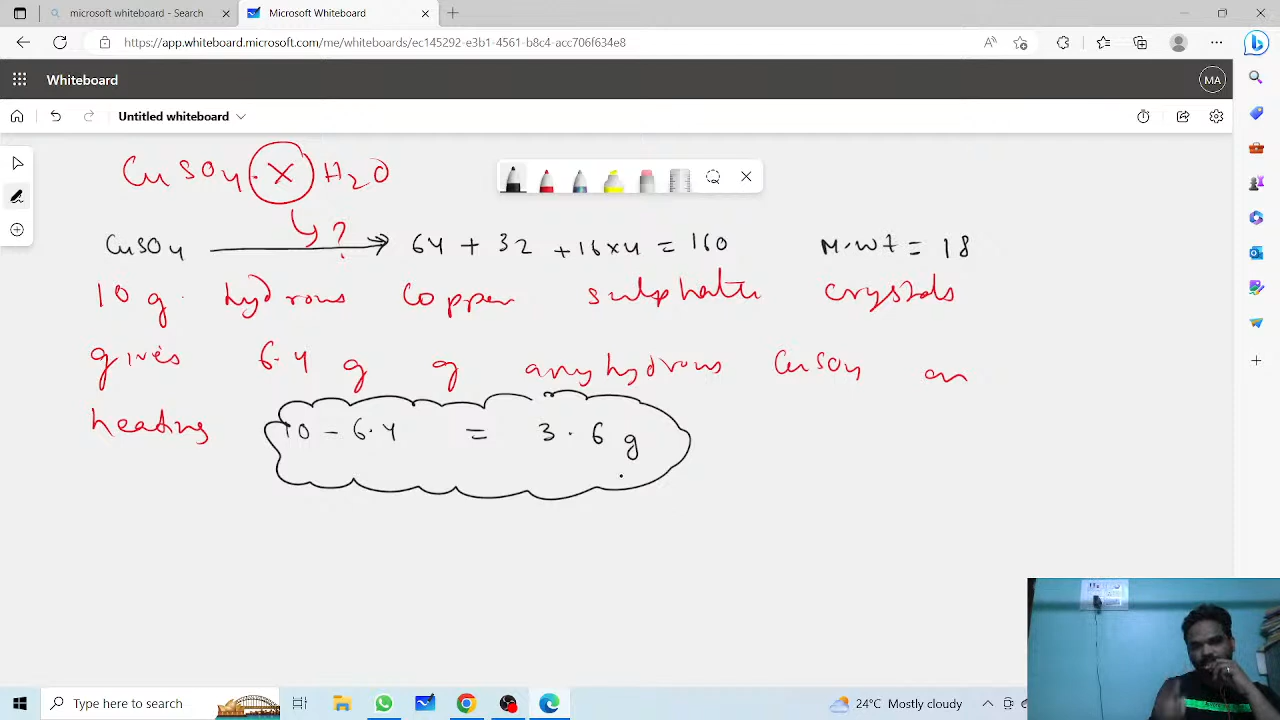 microsoft whiteboard - Search
Microsoft Whiteboard
https://app.whiteboard.microsoft.com/me/whiteboards/ec145292-e3b1-4561-b8c4-acc706f634e8
Whiteboard
MA
Untitled whiteboard
CuSO4 . X H2O
?
CuSO4 → 64 + 32 + 16×4 = 160 M.wt = 18
10 g. hydrous copper sulphate crystals
gives 6.4 g g anyhydrous CuSO4 on
heating
10 - 6.4 = 3.6 g
Type here to search
24°C Mostly cloudy